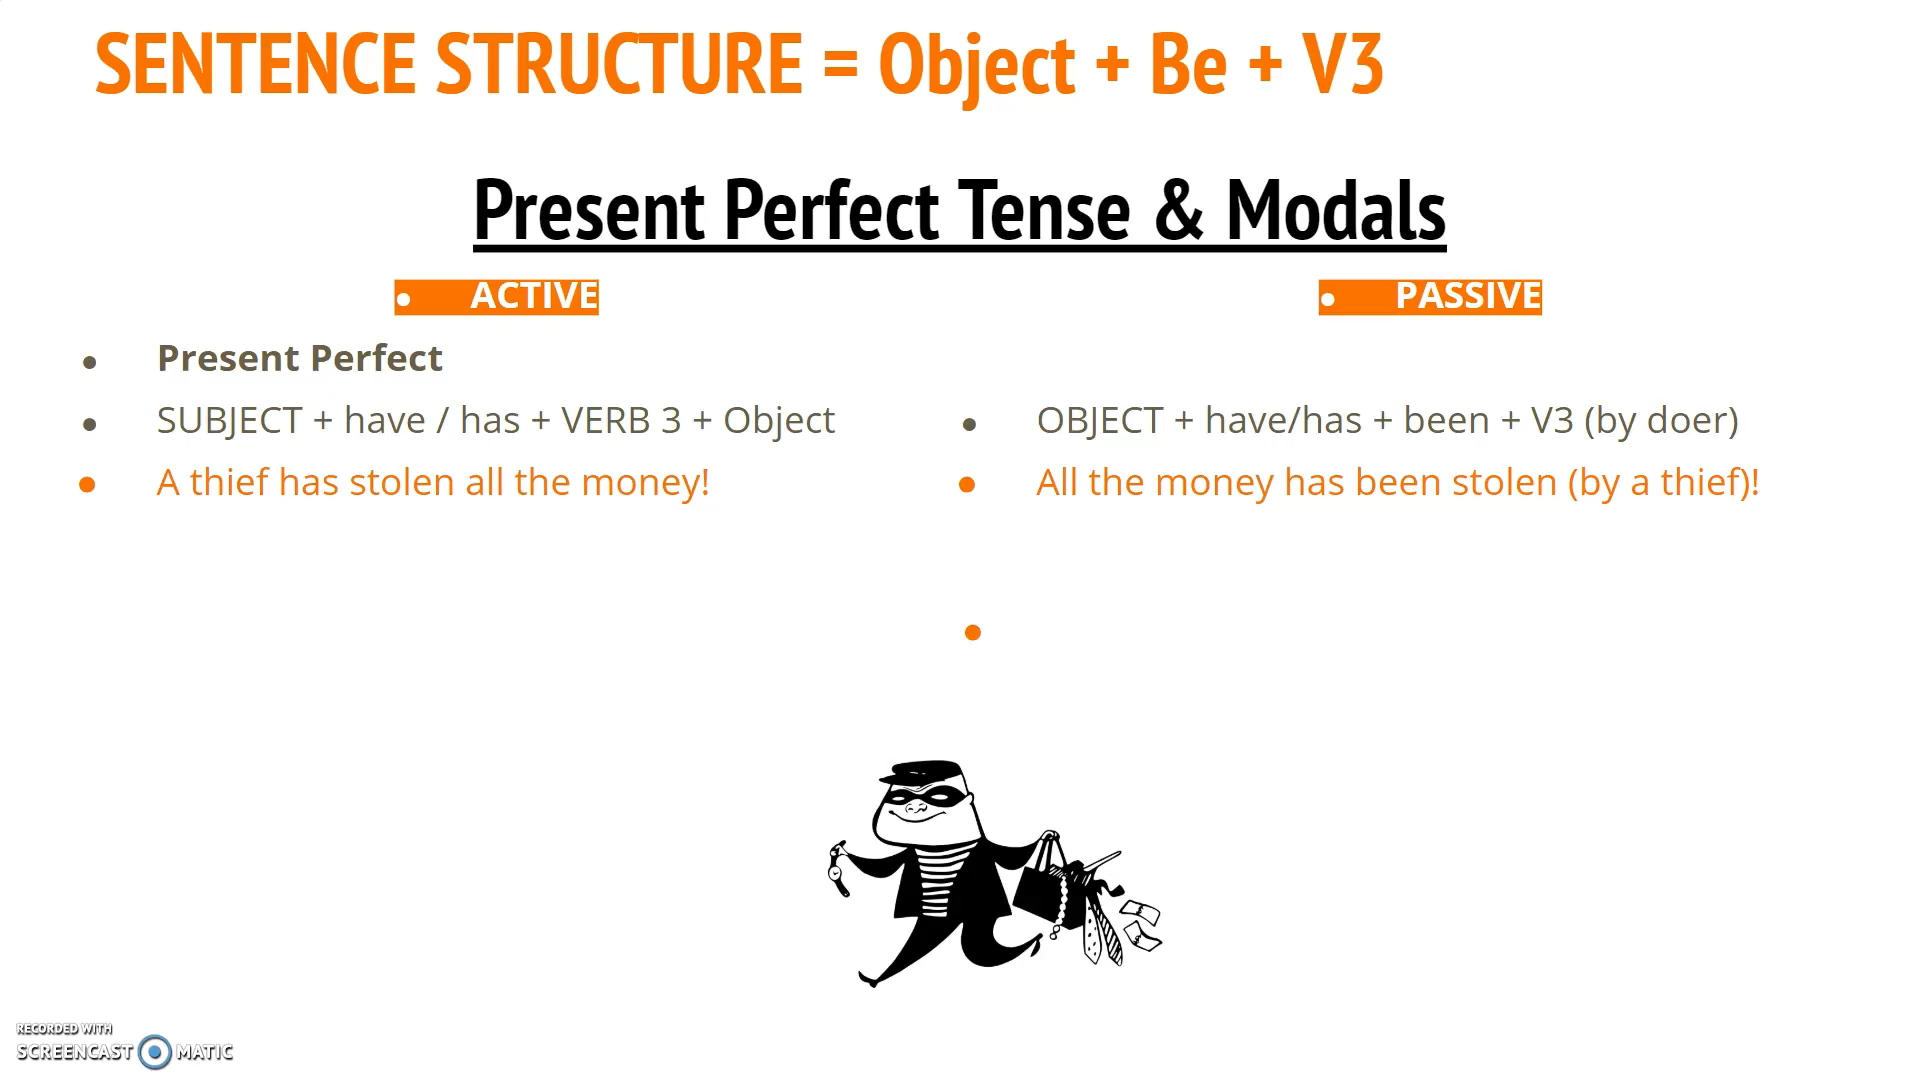 SENTENCE STRUCTURE = Object + Be + V3
Present Perfect Tense & Modals
• ACTIVE
• PASSIVE
• Present Perfect
• SUBJECT + have / has + VERB 3 + Object
• OBJECT + have/has + been + V3 (by doer)
• A thief has stolen all the money!
• All the money has been stolen (by a thief)!
•
RECORDED WITH
SCREENCAST MATIC